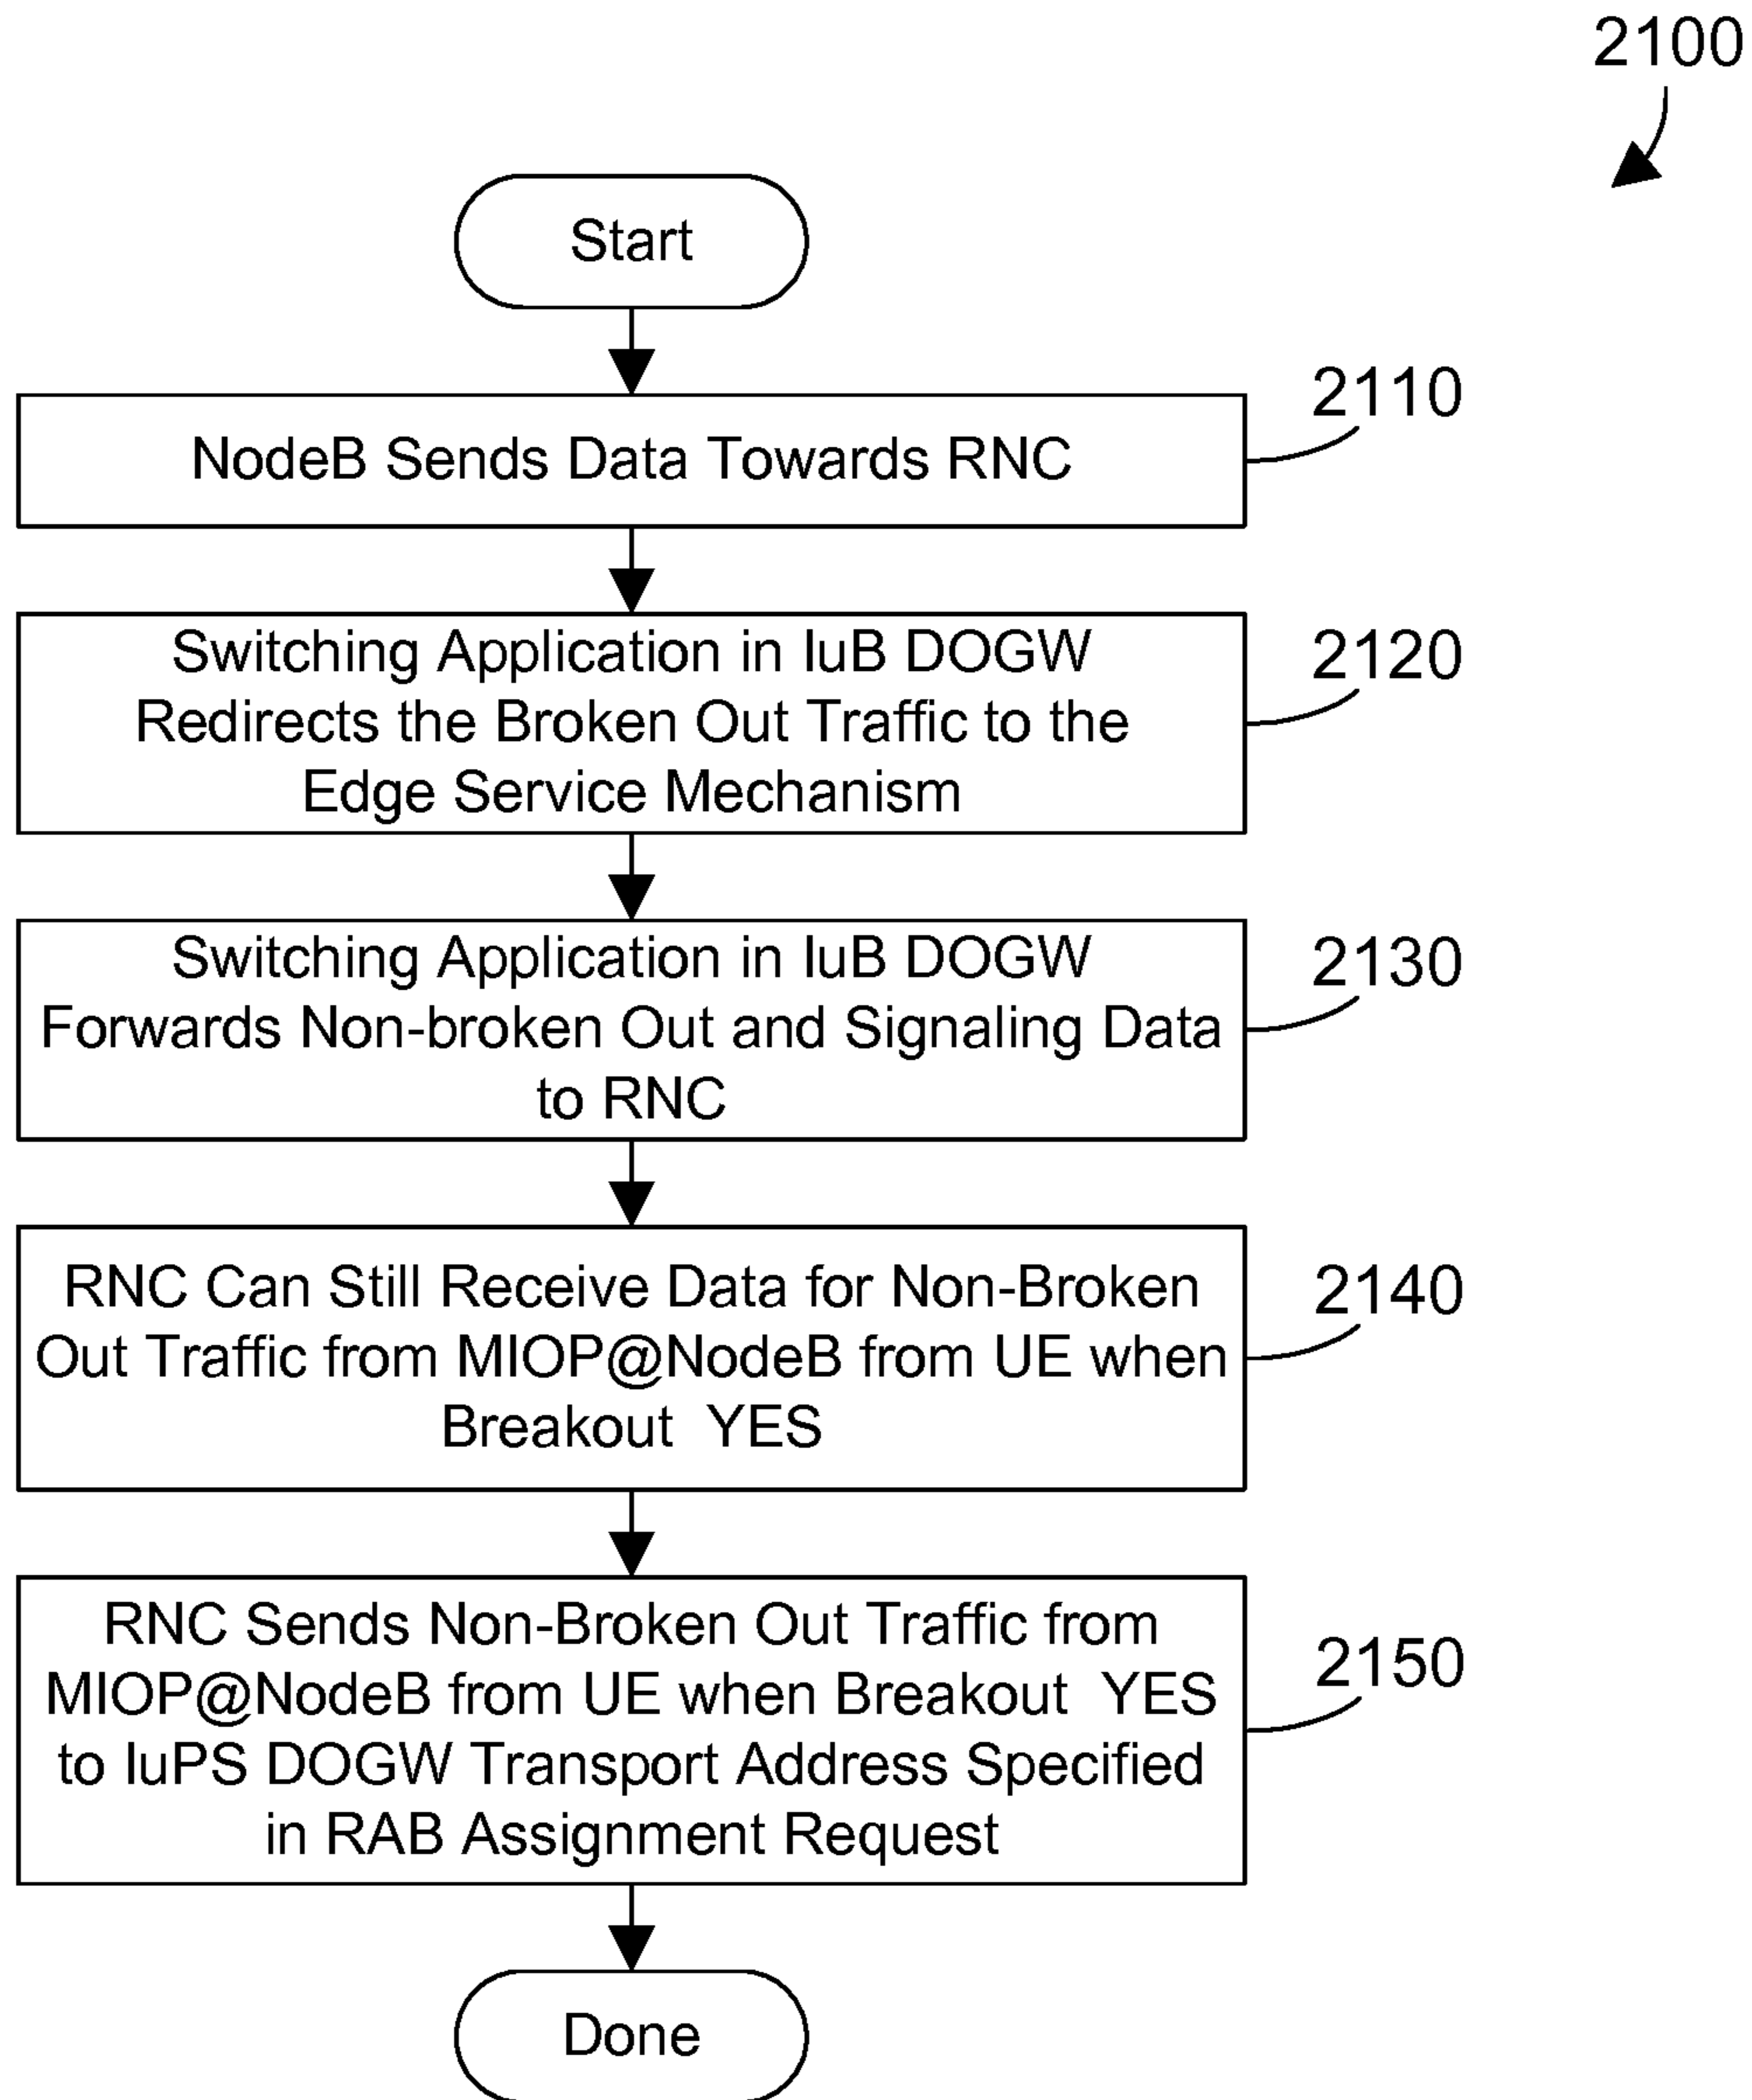 2100
Start
2110
NodeB Sends Data Towards RNC
2120
Switching Application in IuB DOGW
Redirects the Broken Out Traffic to the
Edge Service Mechanism
2130
Switching Application in IuB DOGW
Forwards Non-broken Out and Signaling Data
to RNC
2140
RNC Can Still Receive Data for Non-Broken
Out Traffic from MIOP@NodeB from UE when
Breakout  YES
2150
RNC Sends Non-Broken Out Traffic from
MIOP@NodeB from UE when Breakout  YES
to IuPS DOGW Transport Address Specified
in RAB Assignment Request
Done